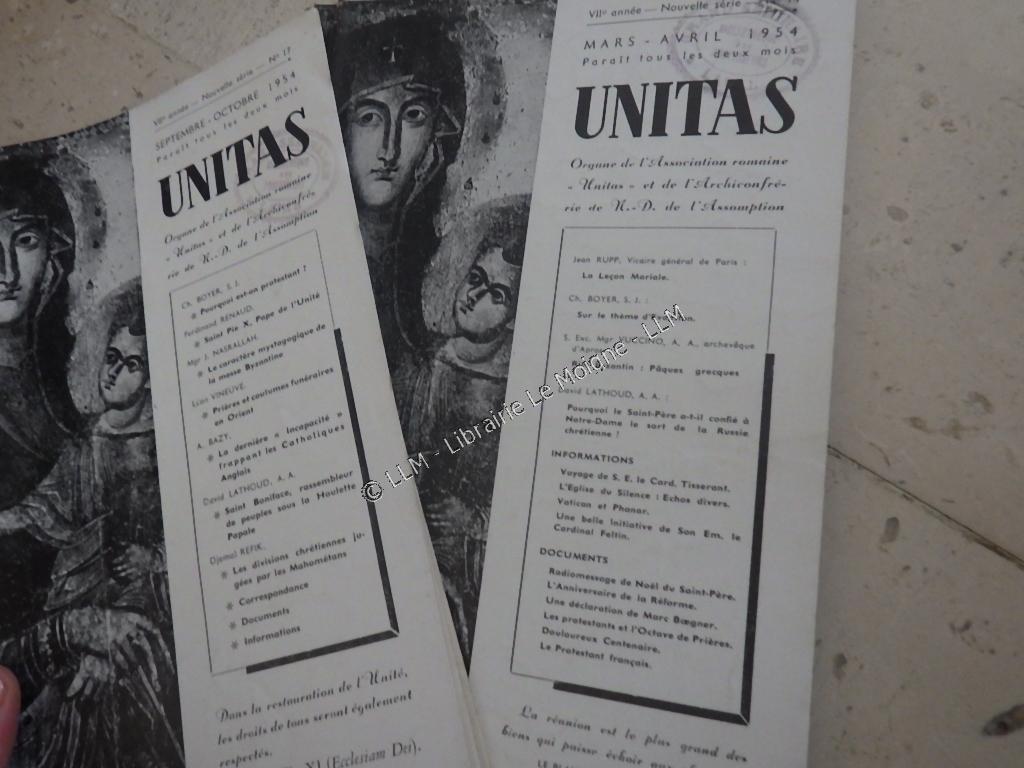 VIIe année — Nouvelle série — No 17
SEPTEMBRE - OCTOBRE 1954
Paraît tous les deux mois
UNITAS
Organe de l'Association romaine
« Unitas » et de l'Archiconfré-
rie de N.-D. de l'Assomption
Ch. BOYER, S. J.
Pourquoi est-on protestant ?
Ferdinand RENAUD.
Saint Pie X, Pape de l'Unité
Mgr J. NASRALLAH.
Le caractère mystagogique de
la messe Byzantine
VINEUVE.
Prières et coutumes funéraires
en Orient
A. BAZY.
La dernière « Incapacité »
frappant les Catholiques
Anglais
David LATHOUD, A. A.
Saint Boniface, rassembleur
de peuples sous la Houlette
Papale
Djemal REFIK.
Les divisions chrétiennes ju-
gées par les Mahométans
Correspondance
Documents
Informations
Dans la restauration de l'Unité,
les droits de tous seront également
respectés.
XI (Ecclesiam Dei).
VIIe année — Nouvelle série
MARS - AVRIL 1954
Paraît tous les deux mois
UNITAS
Organe de l'Association romaine
« Unitas » et de l'Archiconfré-
rie de N.-D. de l'Assomption
Jean RUPP, Vicaire général de Paris :
La Leçon Mariale.
Ch. BOYER, S. J. :
Sur le thème
S. Exc. Mgr VUCCINO, A. A., archevêque
Pâques grecques
David LATHOUD, A. A. :
Pourquoi le Saint-Père a-t-il confié à
Notre-Dame le sort de la Russie
chrétienne !
INFORMATIONS
Voyage de S. E. le Card. Tisserant.
L'Eglise du Silence : Echos divers.
Vatican et Phanar.
Une belle Initiative de Son Em. le
Cardinal Feltin.
DOCUMENTS
Radiomessage de Noël du Saint-Père.
L'Anniversaire de la Réforme.
Une déclaration de Marc Bœgner.
Les protestants et l'Octave de Prières.
Douloureux Centenaire.
Le Protestant français.
La réunion est le plus grand des
biens qui puisse échoir
© LLM - Librairie Le Moigne - LLM